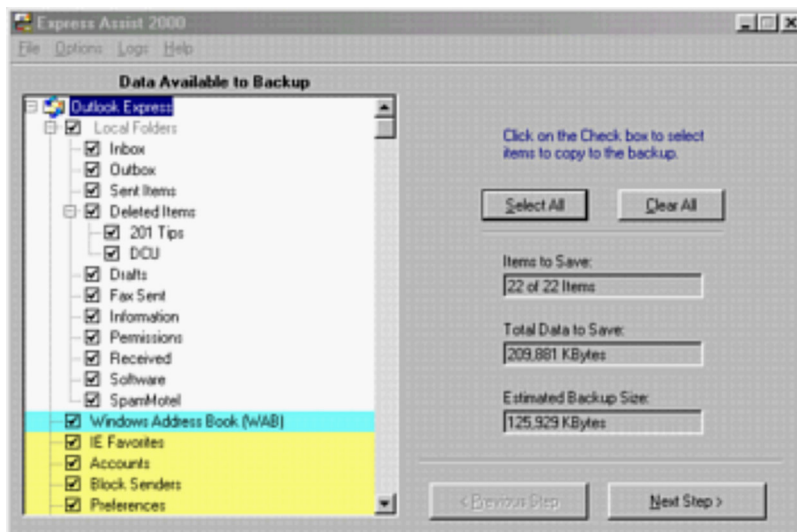 Express Assist 2000
File Options Logs Help
Data Available to Backup
Outlook Express
Local Folders
Inbox
Outbox
Sent Items
Deleted Items
201 Tips
DCU
Drafts
Fax Sent
Information
Permissions
Received
Software
SpamMotel
Windows Address Book (WAB)
IE Favorites
Accounts
Block Senders
Preferences
Click on the Check box to select
items to copy to the backup.
Select All Clear All
Items to Save:
22 of 22 Items
Total Data to Save:
209,881 KBytes
Estimated Backup Size:
125,929 KBytes
< Previous Step Next Step >